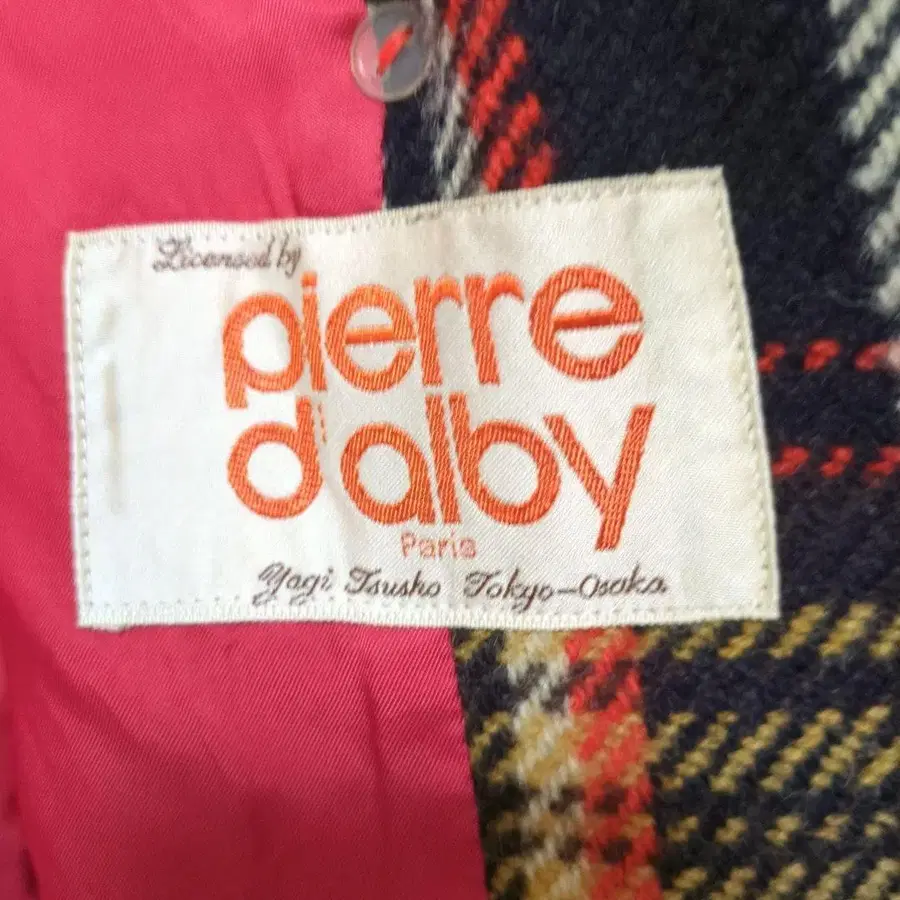 Licensed by
pierre
d'alby
Paris
Yagi Tsusho Tokyo-Osaka